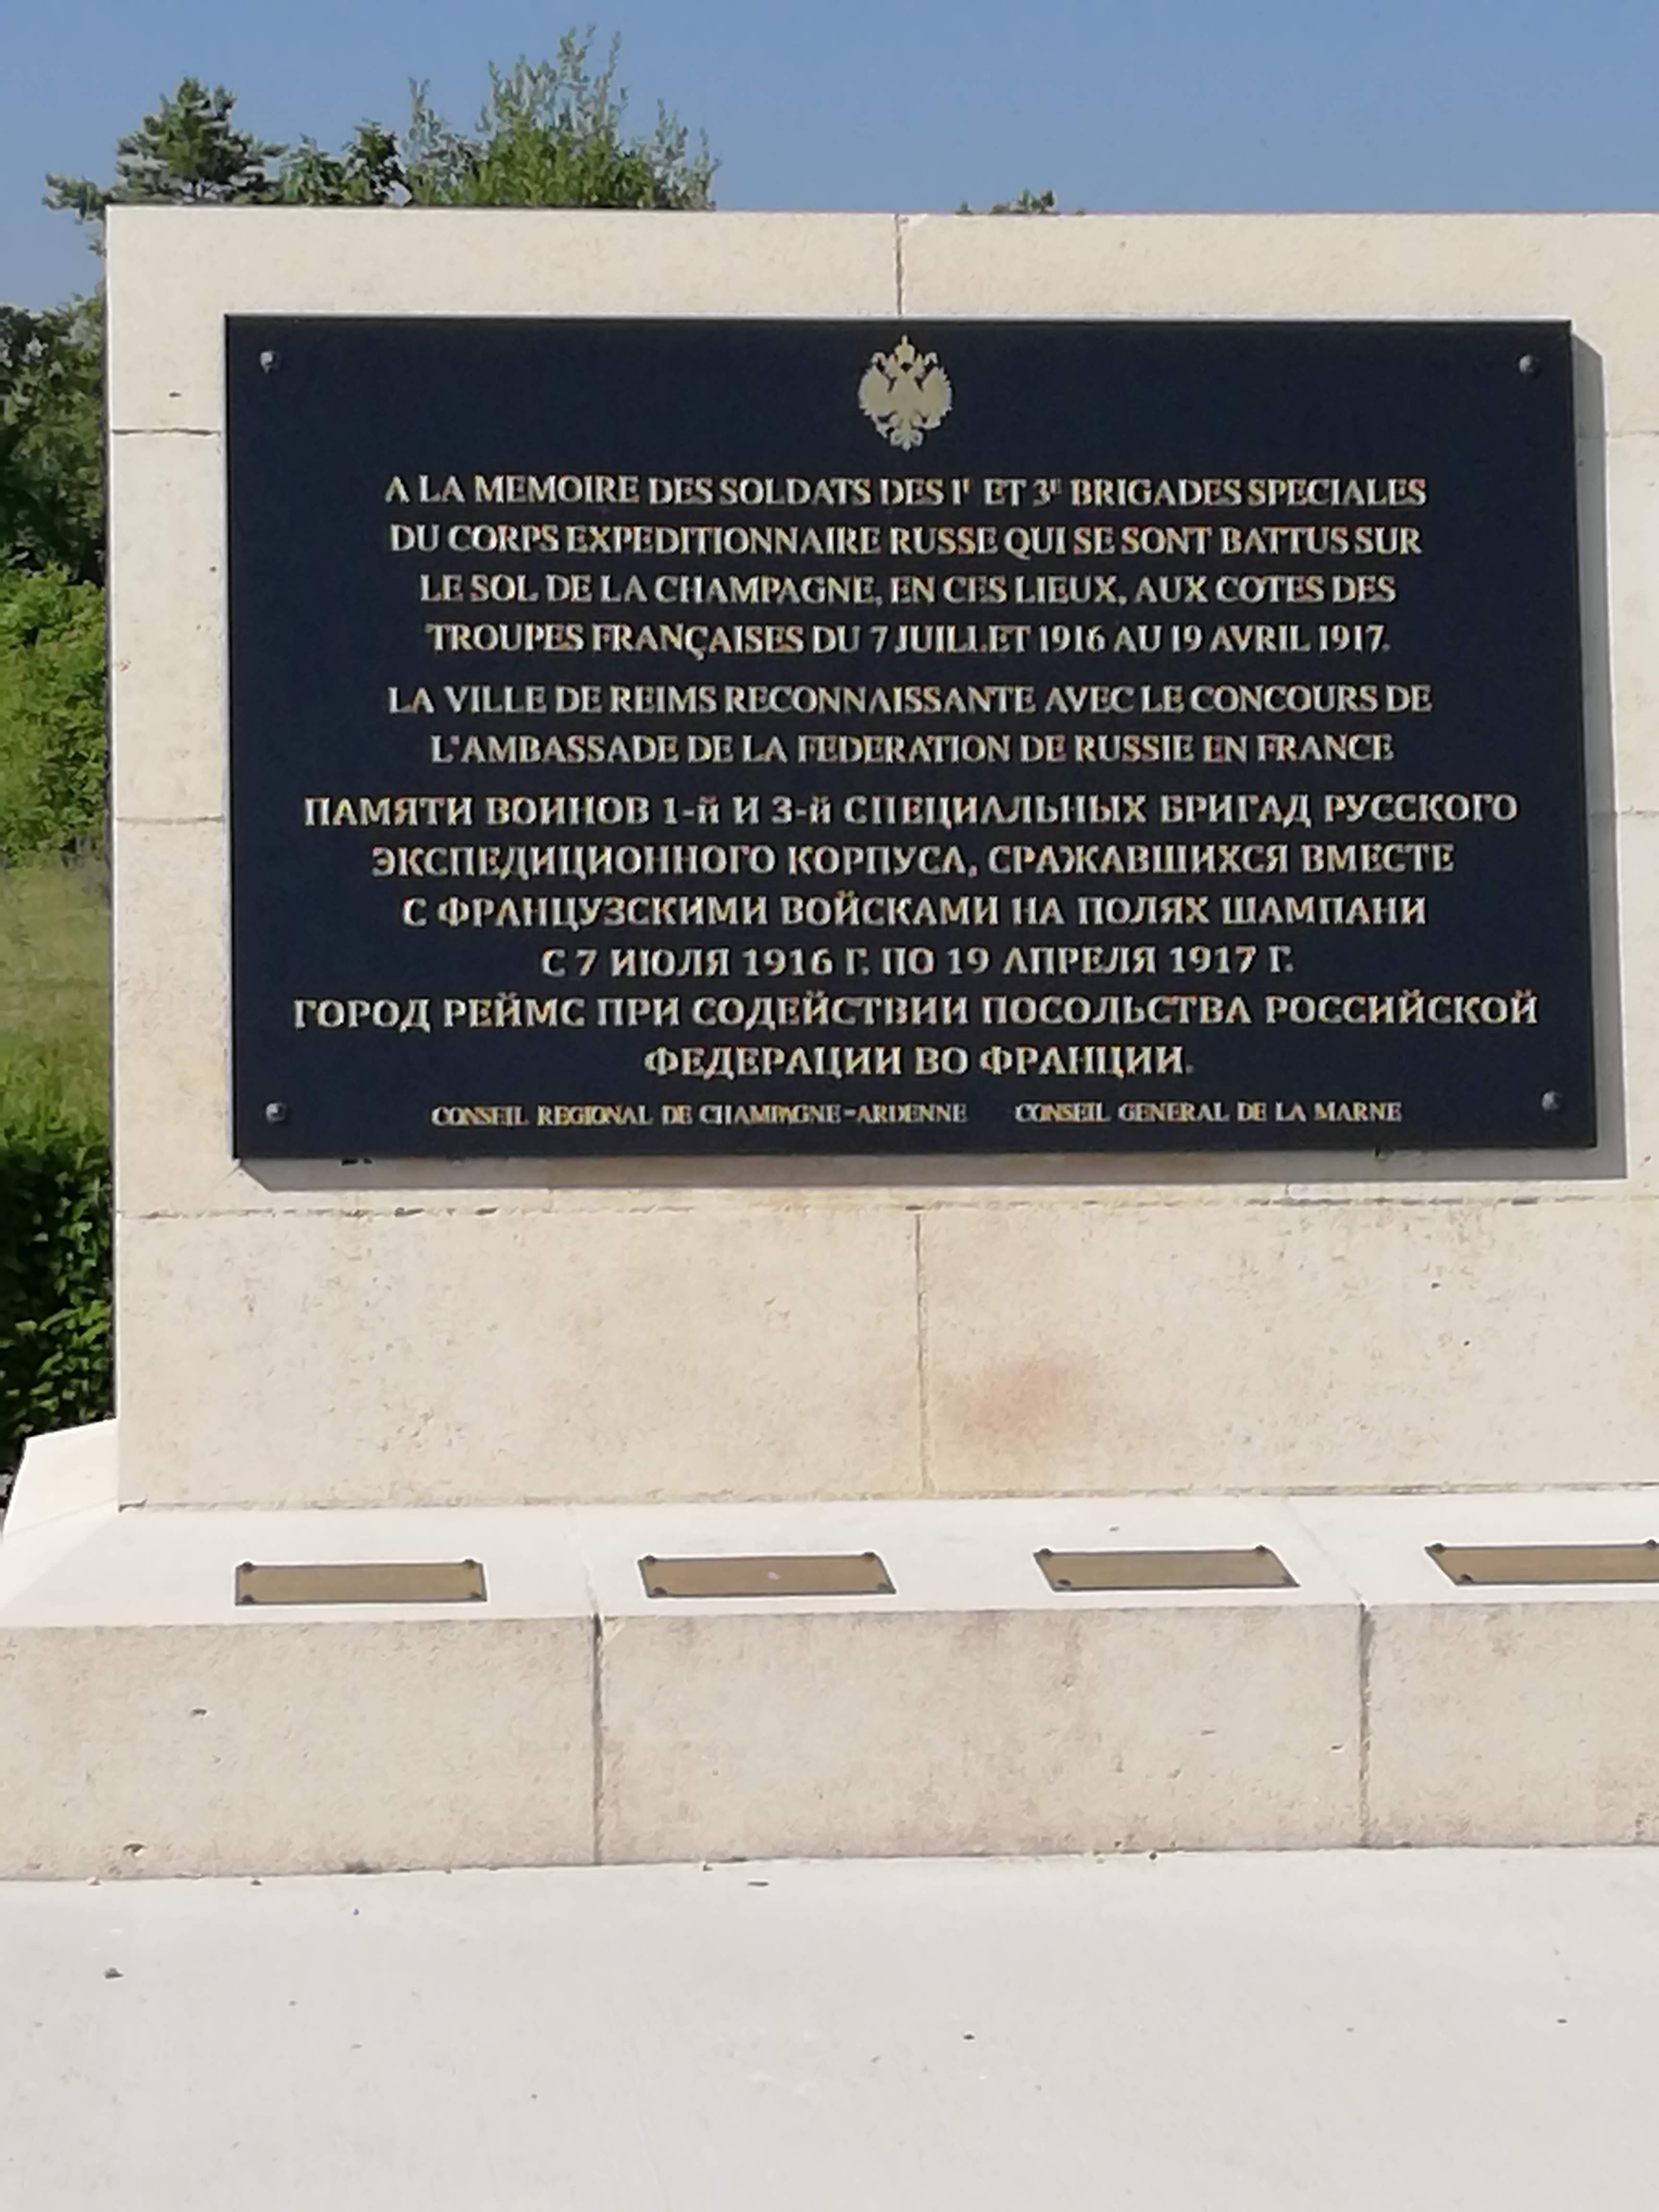 A LA MEMOIRE DES SOLDATS DES 1E ET 3E BRIGADES SPECIALES
DU CORPS EXPEDITIONNAIRE RUSSE QUI SE SONT BATTUS SUR
LE SOL DE LA CHAMPAGNE, EN CES LIEUX, AUX COTES DES
TROUPES FRANÇAISES DU 7 JUILLET 1916 AU 19 AVRIL 1917.
LA VILLE DE REIMS RECONNAISSANTE AVEC LE CONCOURS DE
L'AMBASSADE DE LA FEDERATION DE RUSSIE EN FRANCE
ПАМЯТИ ВОИНОВ 1-й И 3-й СПЕЦИАЛЬНЫХ БРИГАД РУССКОГО
ЭКСПЕДИЦИОННОГО КОРПУСА, СРАЖАВШИХСЯ ВМЕСТЕ
С ФРАНЦУЗСКИМИ ВОЙСКАМИ НА ПОЛЯХ ШАМПАНИ
С 7 ИЮЛЯ 1916 Г. ПО 19 АПРЕЛЯ 1917 Г.
ГОРОД РЕЙМС ПРИ СОДЕЙСТВИИ ПОСОЛЬСТВА РОССИЙСКОЙ
ФЕДЕРАЦИИ ВО ФРАНЦИИ.
CONSEIL REGIONAL DE CHAMPAGNE-ARDENNE CONSEIL GENERAL DE LA MARNE